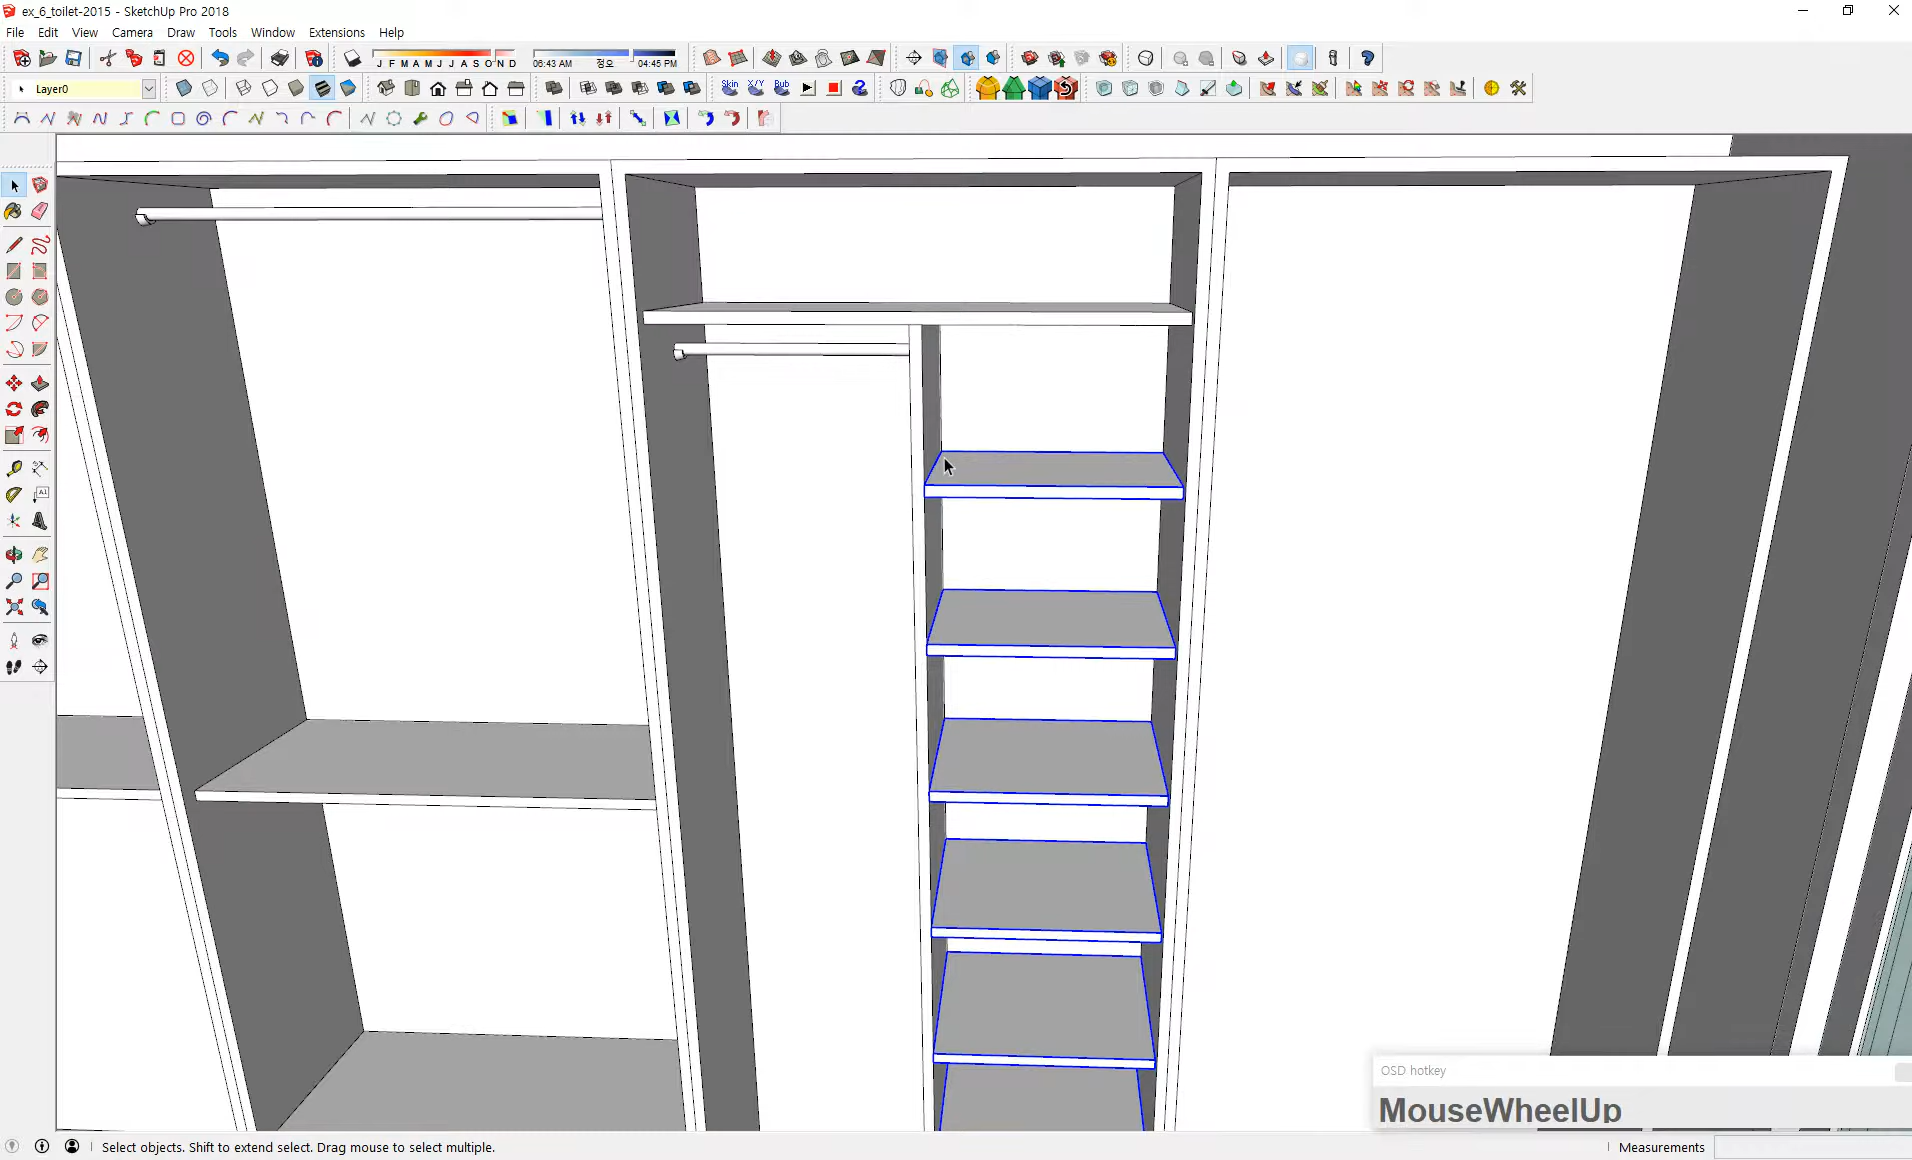 ex_6_toilet-2015 - SketchUp Pro 2018
File Edit View Camera Draw Tools Window Extensions Help
J F M A M J J A S O N D 06:43 AM 정오 04:45 PM
Layer0
Skin X/Y Bub
A1
OSD hotkey
MouseWheelUp
Select objects. Shift to extend select. Drag mouse to select multiple. Measurements